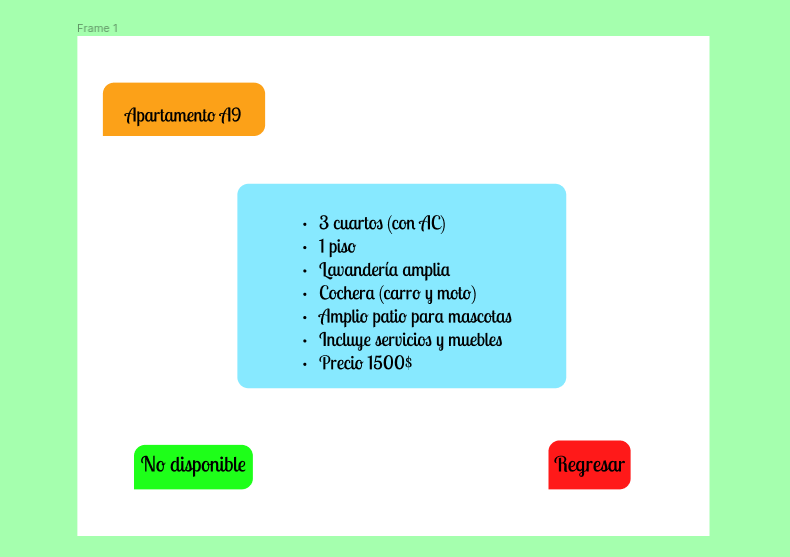 Frame 1
Apartamento A9
• 3 cuartos (con AC)
• 1 piso
• Lavandería amplia
• Cochera (carro y moto)
• Amplio patio para mascotas
• Incluye servicios y muebles
• Precio 1500$
No disponible
Regresar